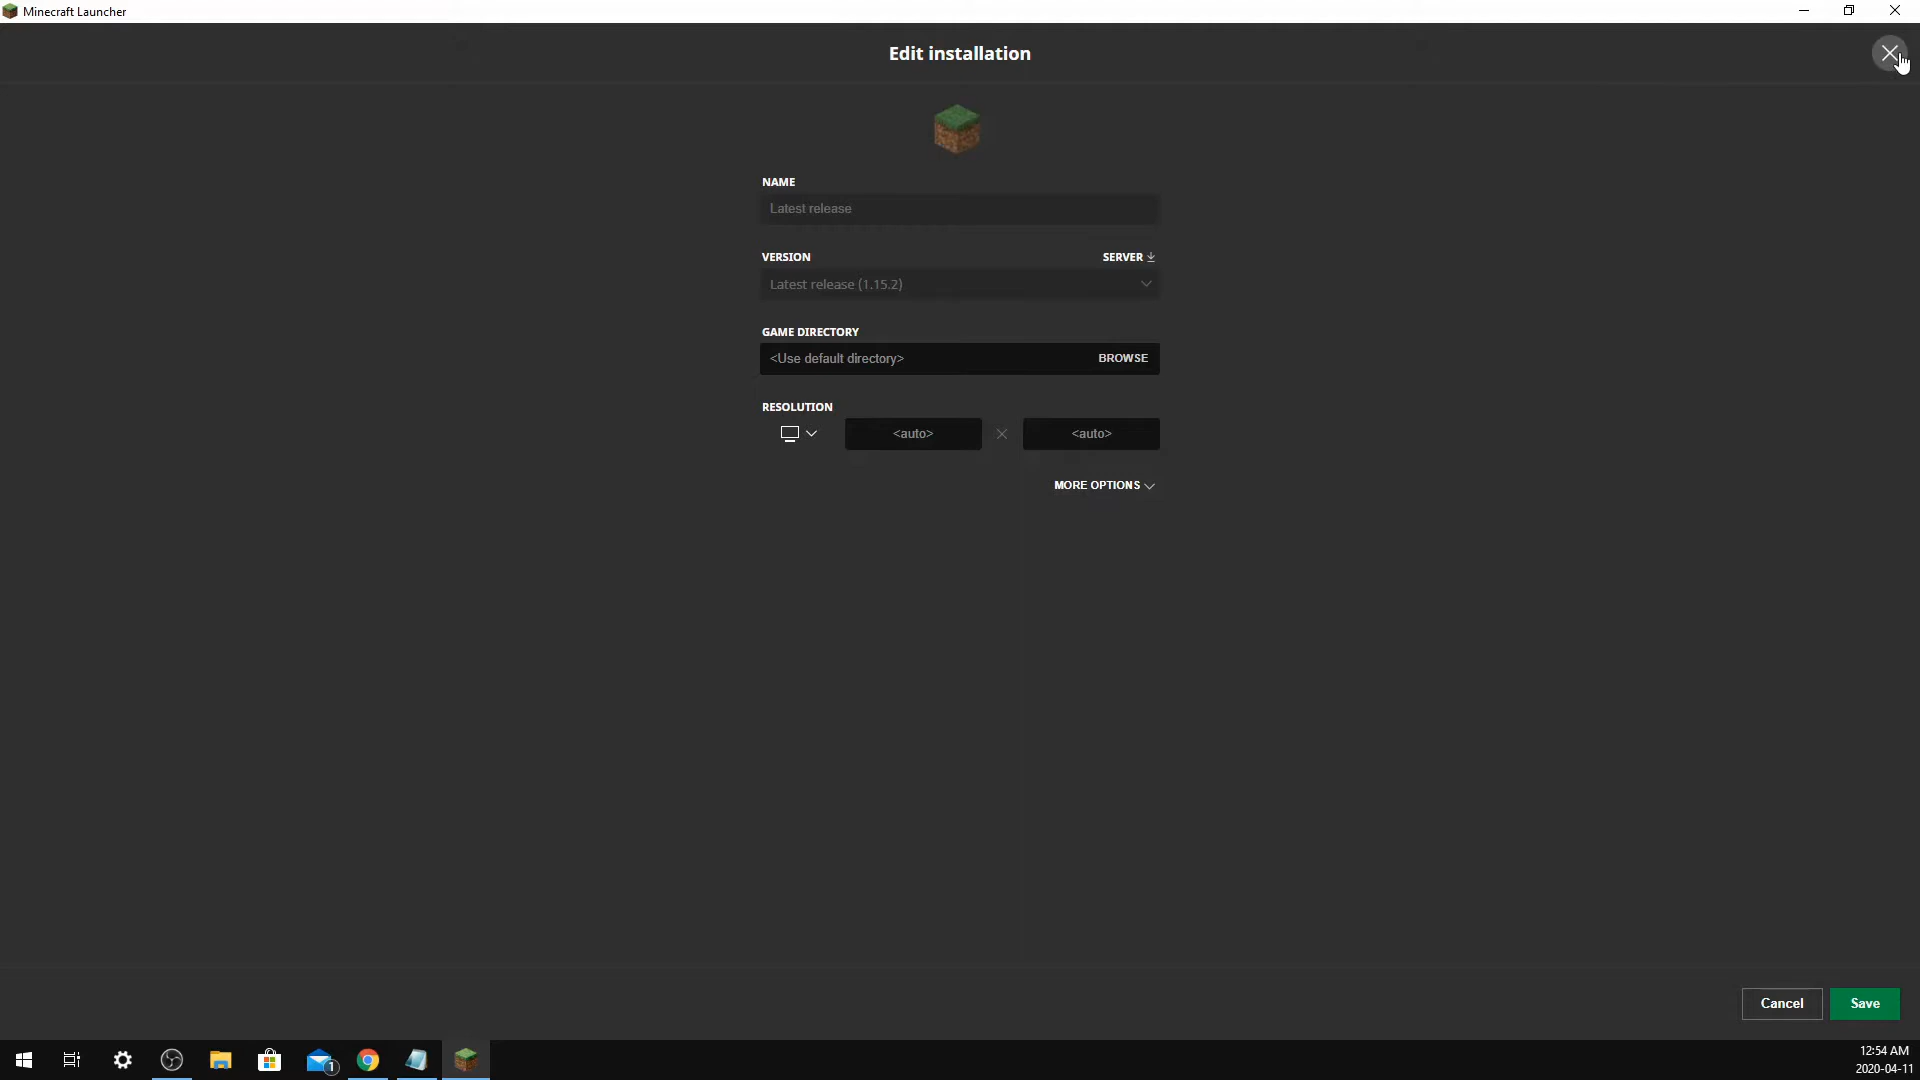 Minecraft Launcher
Edit installation
NAME
Latest release
VERSION
SERVER
Latest release (1.15.2)
GAME DIRECTORY
<Use default directory>
BROWSE
RESOLUTION
<auto>
<auto>
MORE OPTIONS
Cancel
Save
1
12:54 AM
2020-04-11